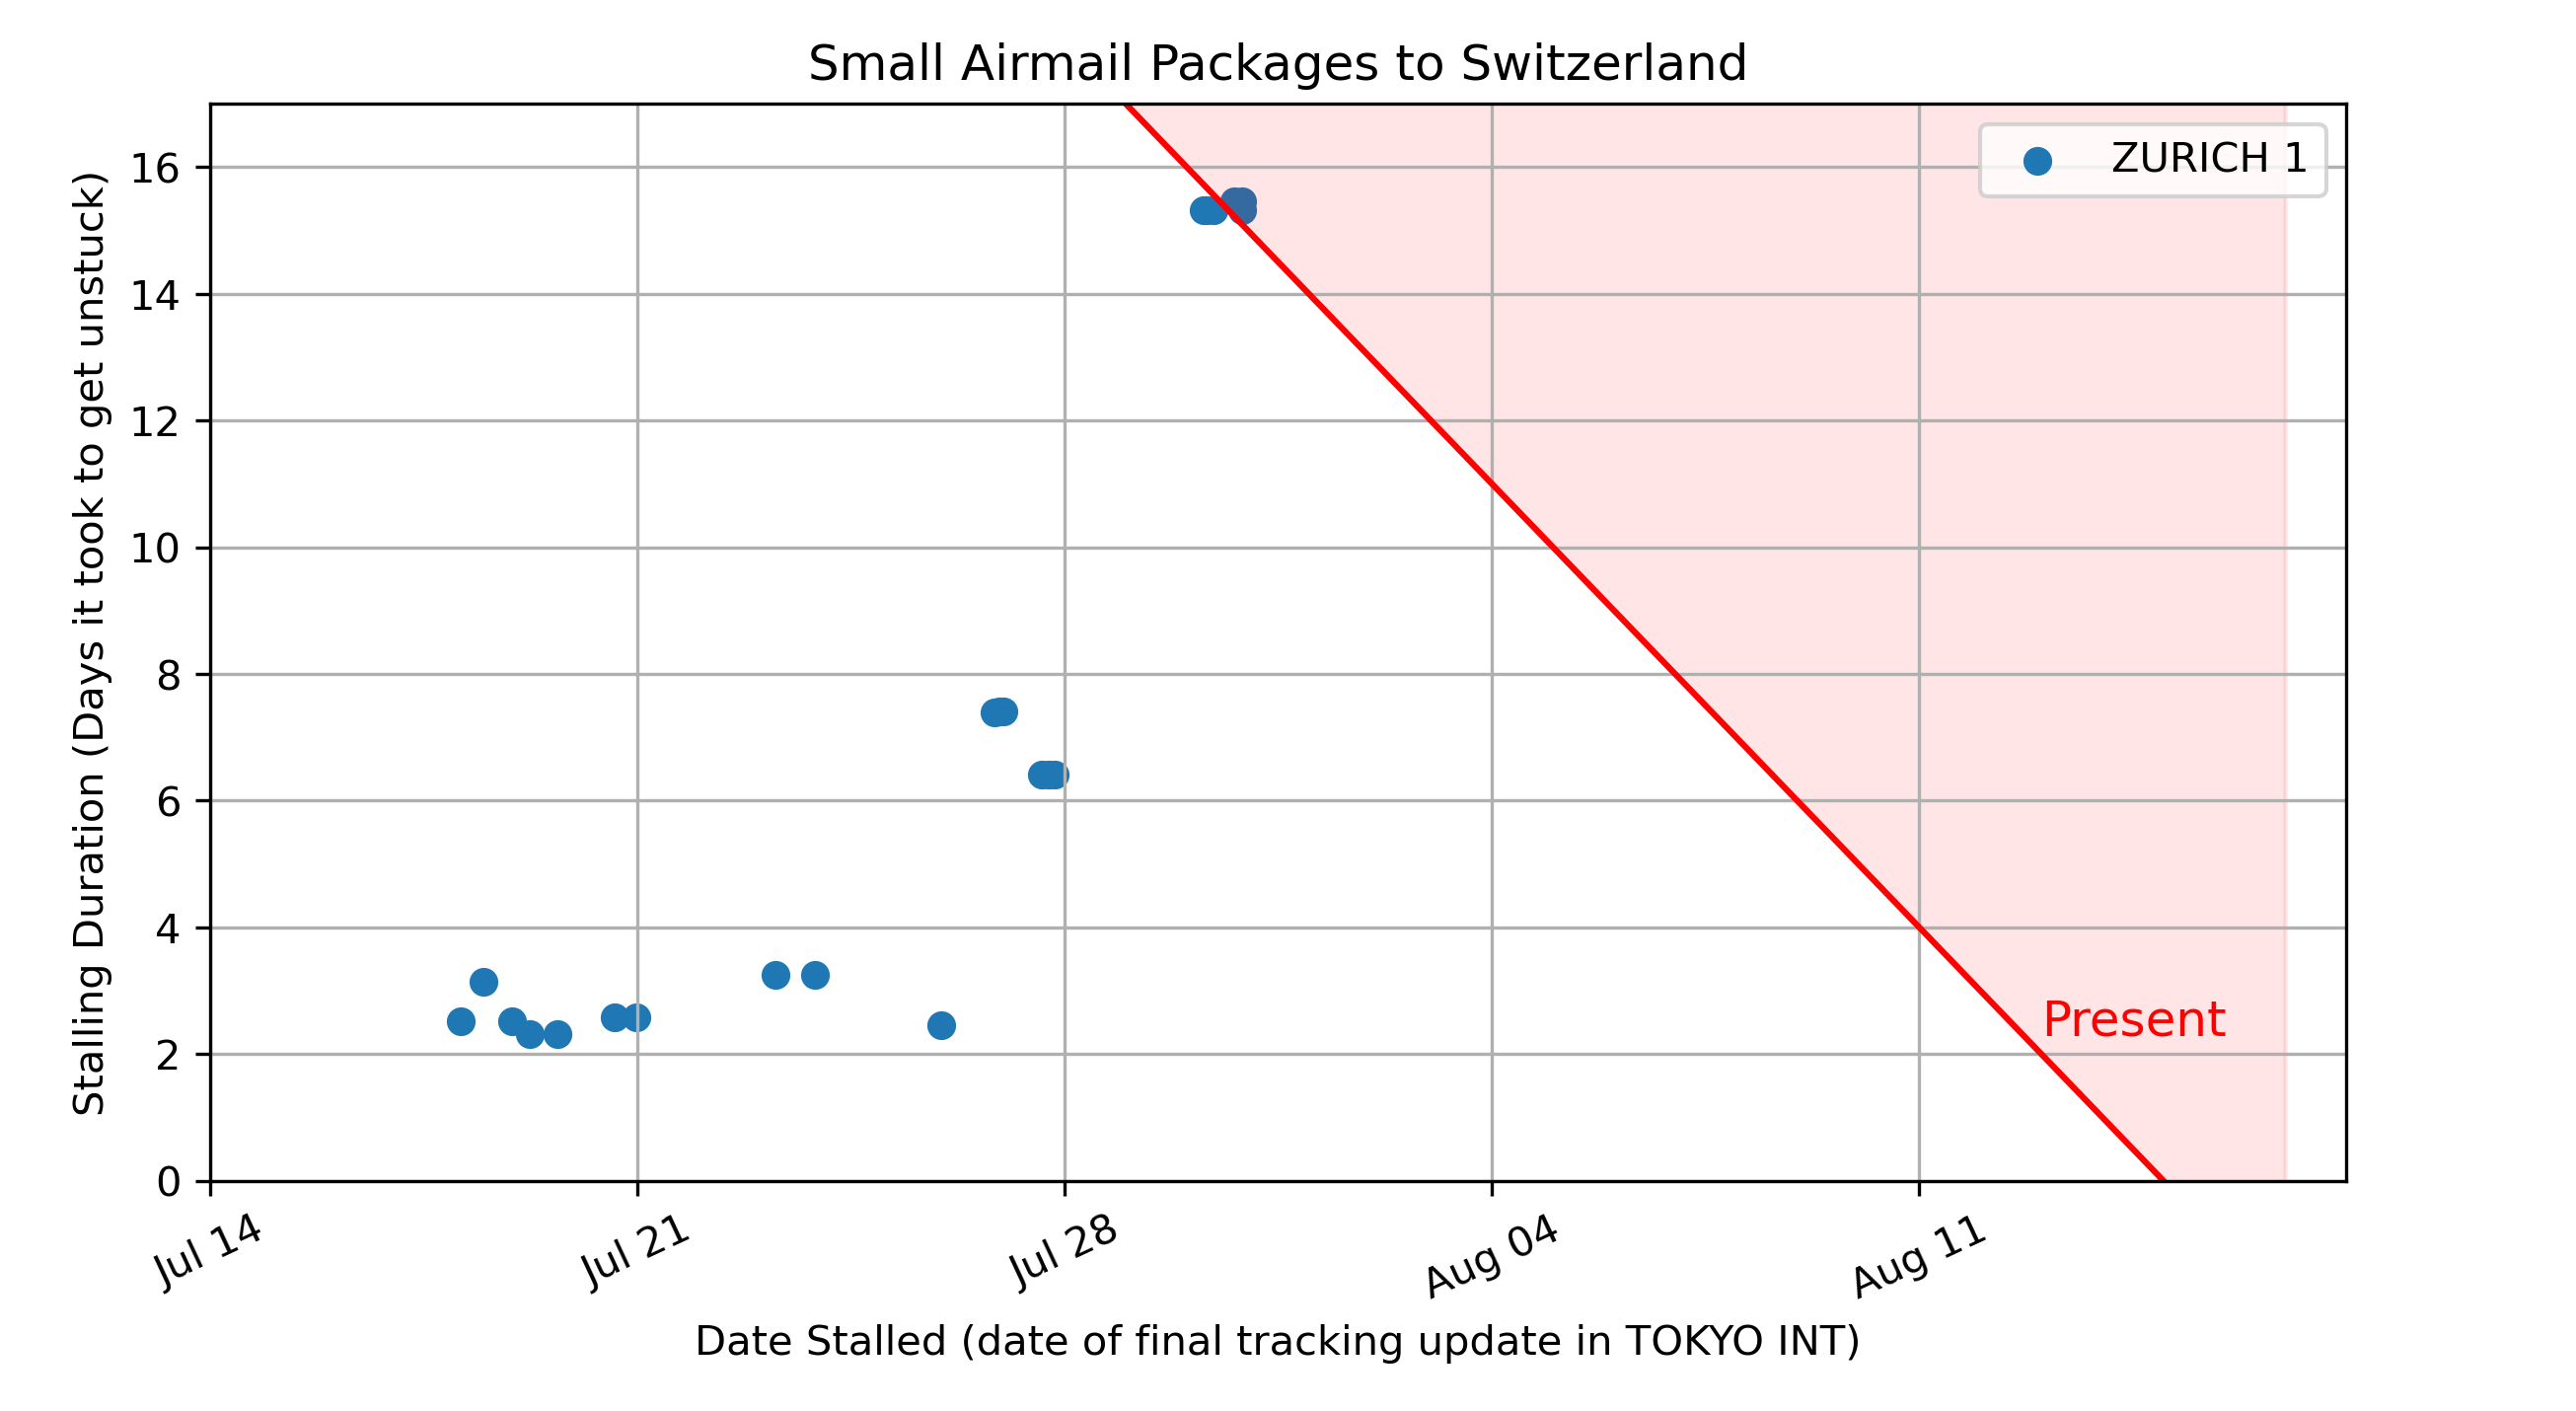 Small Airmail Packages to Switzerland
Stalling Duration (Days it took to get unstuck)
16
14
12
10
8
6
4
2
0
ZURICH 1
Present
Jul 14
Jul 21
Jul 28
Aug 04
Aug 11
Date Stalled (date of final tracking update in TOKYO INT)